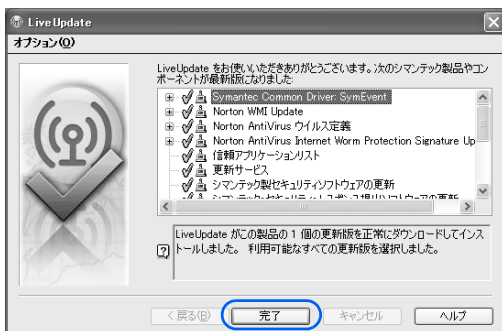 LiveUpdate
オプション(O)
LiveUpdate をお使いいただきありがとうございます。次のシマンテック製品やコン
ポーネントが最新版になりました:
Symantec Common Driver: SymEvent
Norton WMI Update
Norton AntiVirus ウイルス定義
Norton AntiVirus Internet Worm Protection Signature Up
信頼アプリケーションリスト
更新サービス
シマンテック製セキュリティソフトウェアの更新
LiveUpdate がこの製品の 1 個の更新版を正常にダウンロードしてインス
トールしました。 利用可能なすべての更新版を選択しました。
< 戻る(B)
完了
キャンセル
ヘルプ